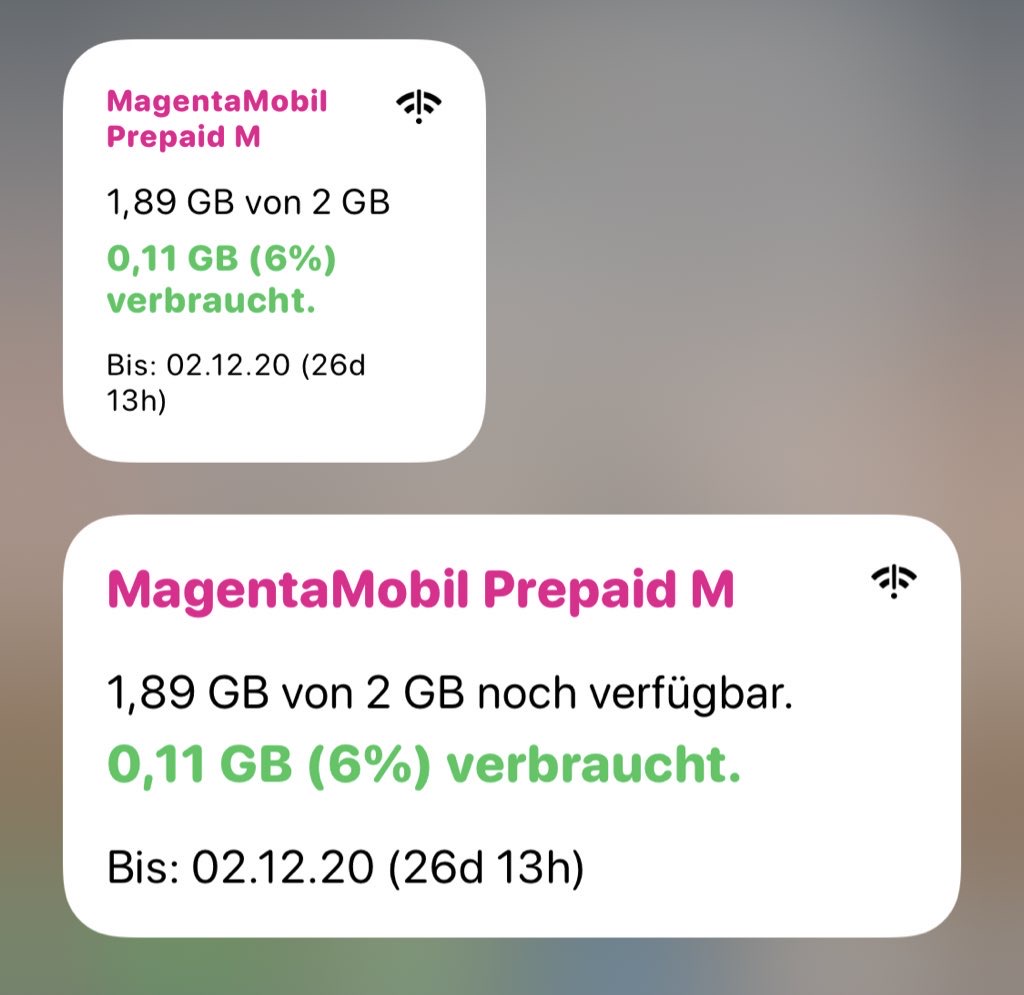 MagentaMobil
Prepaid M
1,89 GB von 2 GB
0,11 GB (6%)
verbraucht.
Bis: 02.12.20 (26d
13h)
MagentaMobil Prepaid M
1,89 GB von 2 GB noch verfügbar.
0,11 GB (6%) verbraucht.
Bis: 02.12.20 (26d 13h)